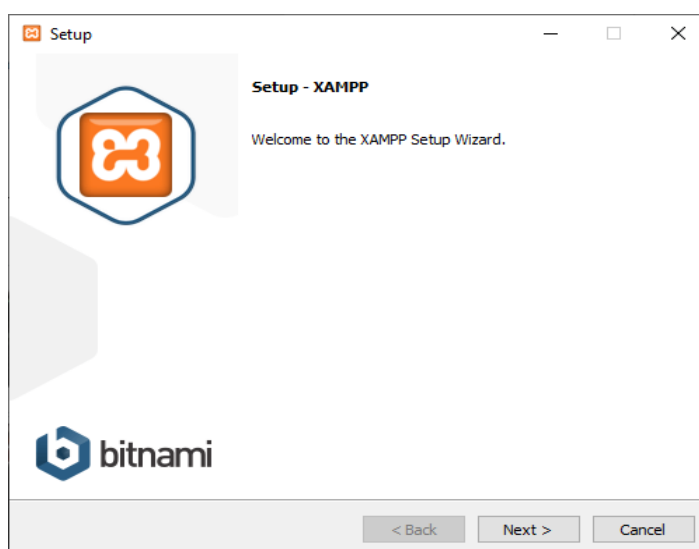 Setup
Setup - XAMPP
Welcome to the XAMPP Setup Wizard.
bitnami
< Back Next > Cancel